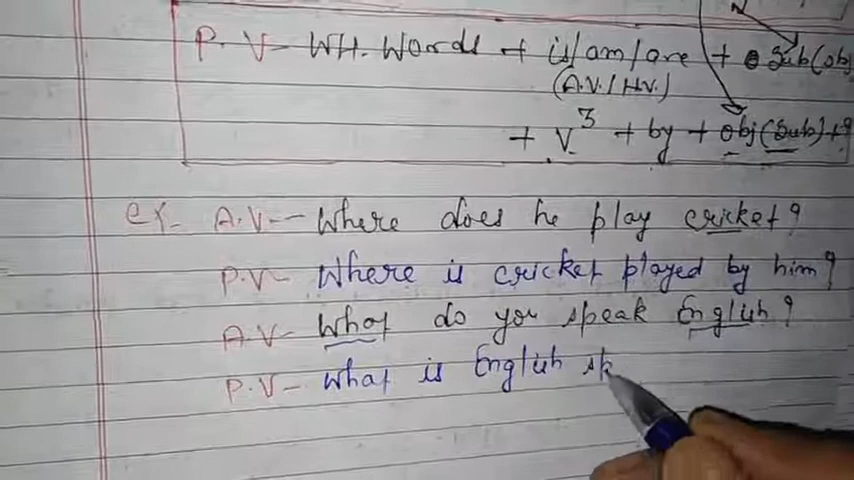 P.V- WH. Words + is/am/are + Sub(obj
(A.V./H.V.)
+ V3 + by + obj(Sub)+?
ex- A.V- Where does he play cricket?
P.V- Where is cricket played by him?
A.V- What do you speak English?
P.V- What is English sp